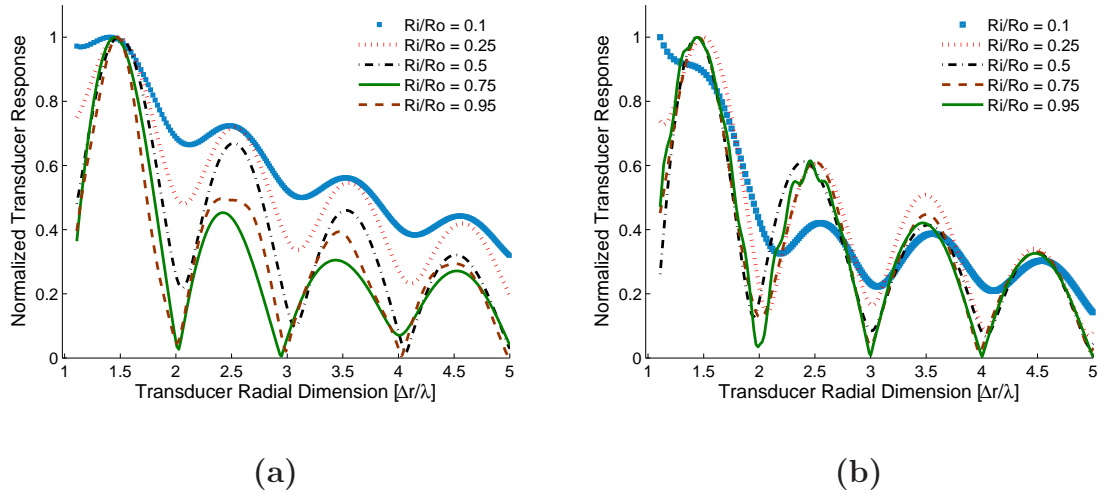 Normalized Transducer Response
1
0.8
0.6
0.4
0.2
0
1 1.5 2 2.5 3 3.5 4 4.5 5
Transducer Radial Dimension [Δr/λ]
Ri/Ro = 0.1
Ri/Ro = 0.25
Ri/Ro = 0.5
Ri/Ro = 0.75
Ri/Ro = 0.95
(a)
Normalized Transducer Response
1
0.8
0.6
0.4
0.2
0
1 1.5 2 2.5 3 3.5 4 4.5 5
Transducer Radial Dimension [Δr/λ]
Ri/Ro = 0.1
Ri/Ro = 0.25
Ri/Ro = 0.5
Ri/Ro = 0.75
Ri/Ro = 0.95
(b)